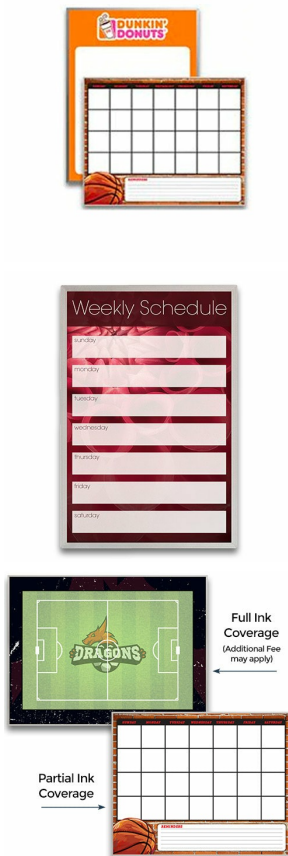 DUNKIN'
DONUTS
Weekly Schedule
sunday
monday
tuesday
wednesday
thursday
friday
saturday
DRAGONS
Full Ink
Coverage
(Additional Fee
may apply)
Partial Ink
Coverage